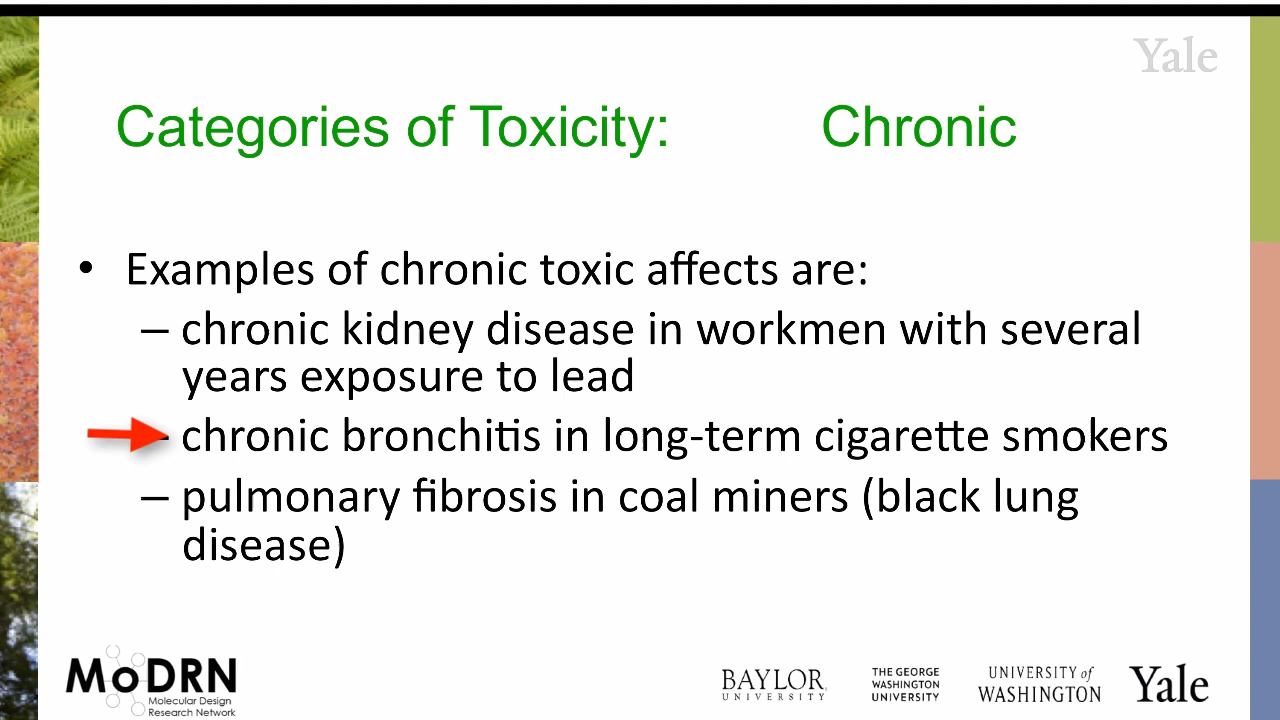 Yale
Categories of Toxicity: Chronic
• Examples of chronic toxic affects are:
– chronic kidney disease in workmen with several
years exposure to lead
- chronic bronchitis in long-term cigarette smokers
– pulmonary fibrosis in coal miners (black lung
disease)
MoDRN
Molecular Design
Research Network
BAYLOR
UNIVERSITY
THE GEORGE
WASHINGTON
UNIVERSITY
UNIVERSITY of
WASHINGTON
Yale